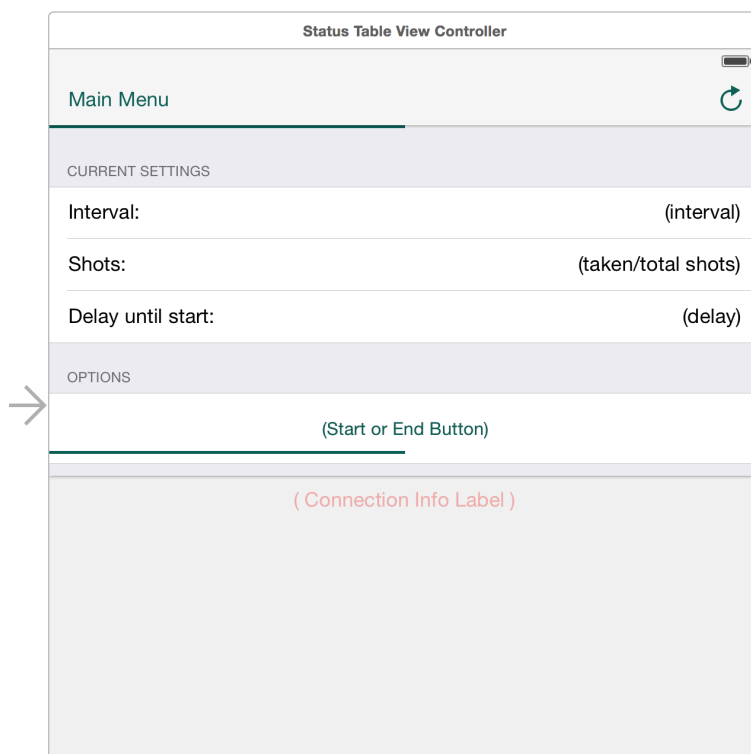 Status Table View Controller
Main Menu
CURRENT SETTINGS
Interval: (interval)
Shots: (taken/total shots)
Delay until start: (delay)
OPTIONS
(Start or End Button)
( Connection Info Label )